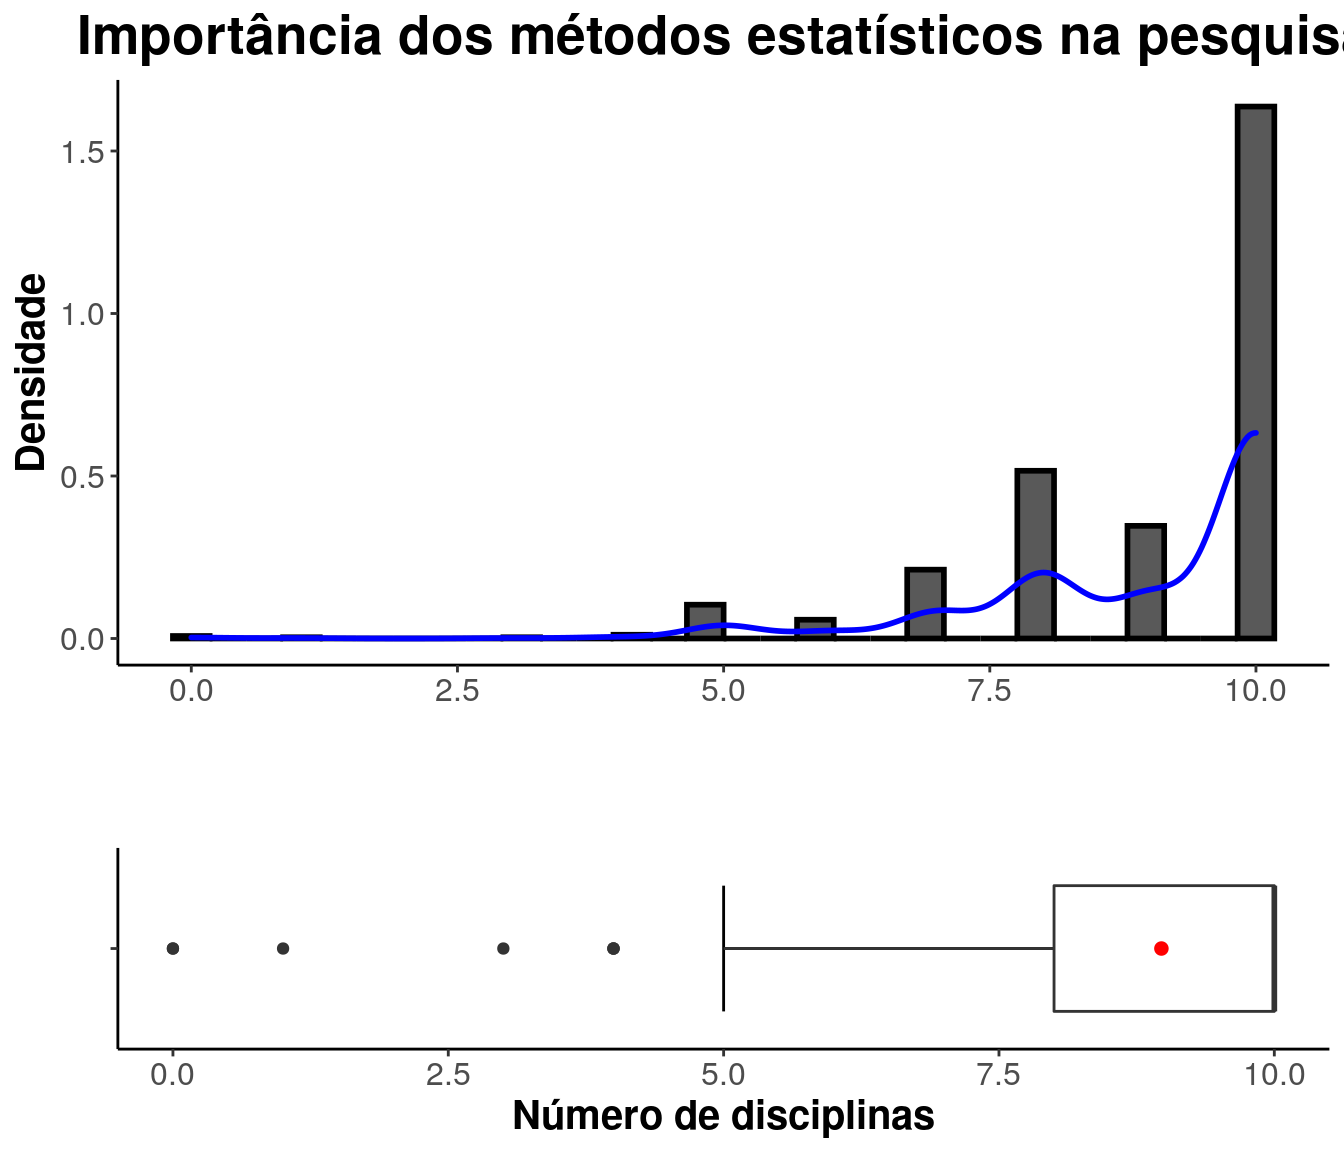 Importância dos métodos estatísticos na pesquisa
Densidade
1.5
1.0
0.5
0.0
0.0 2.5 5.0 7.5 10.0
0.0 2.5 5.0 7.5 10.0
Número de disciplinas